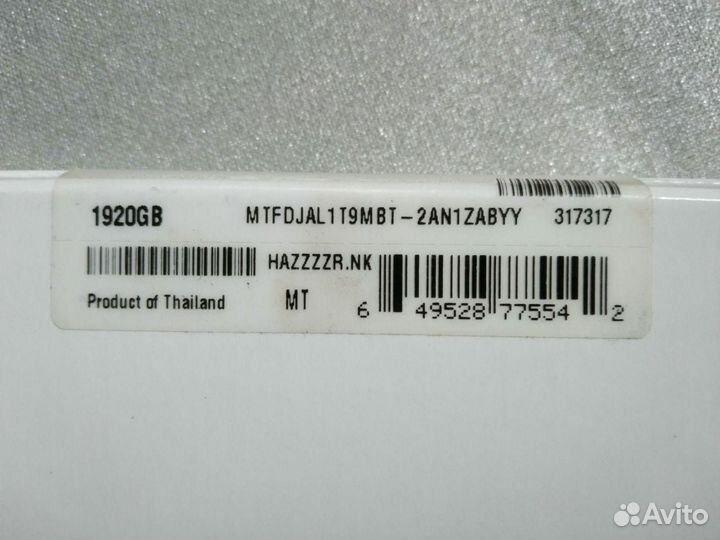 1920GB MTFDJAL1T9MBT-2AN1ZABYY 317317
HAZZZZR.NK
Product of Thailand MT 6 49528 77554 2
Avito